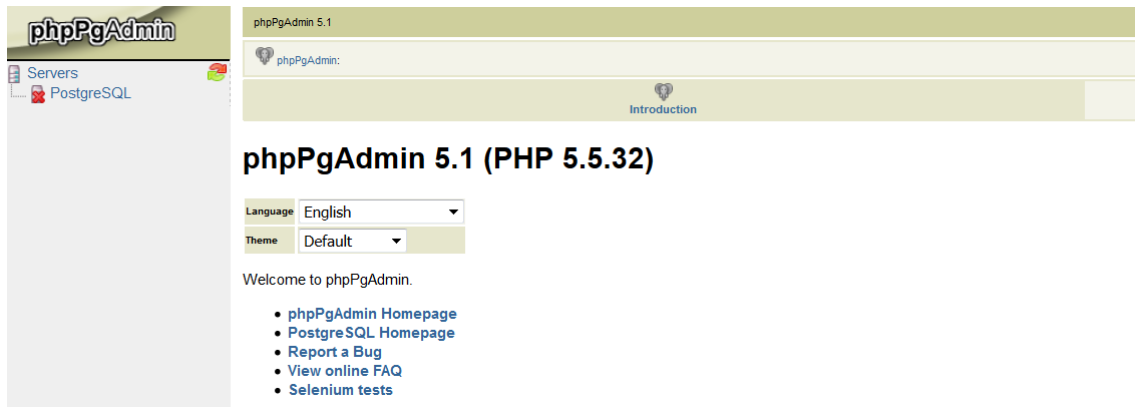 phpPgAdmin
Servers
PostgreSQL
phpPgAdmin 5.1
phpPgAdmin:
Introduction
phpPgAdmin 5.1 (PHP 5.5.32)
Language English
Theme Default
Welcome to phpPgAdmin.
phpPgAdmin Homepage
PostgreSQL Homepage
Report a Bug
View online FAQ
Selenium tests